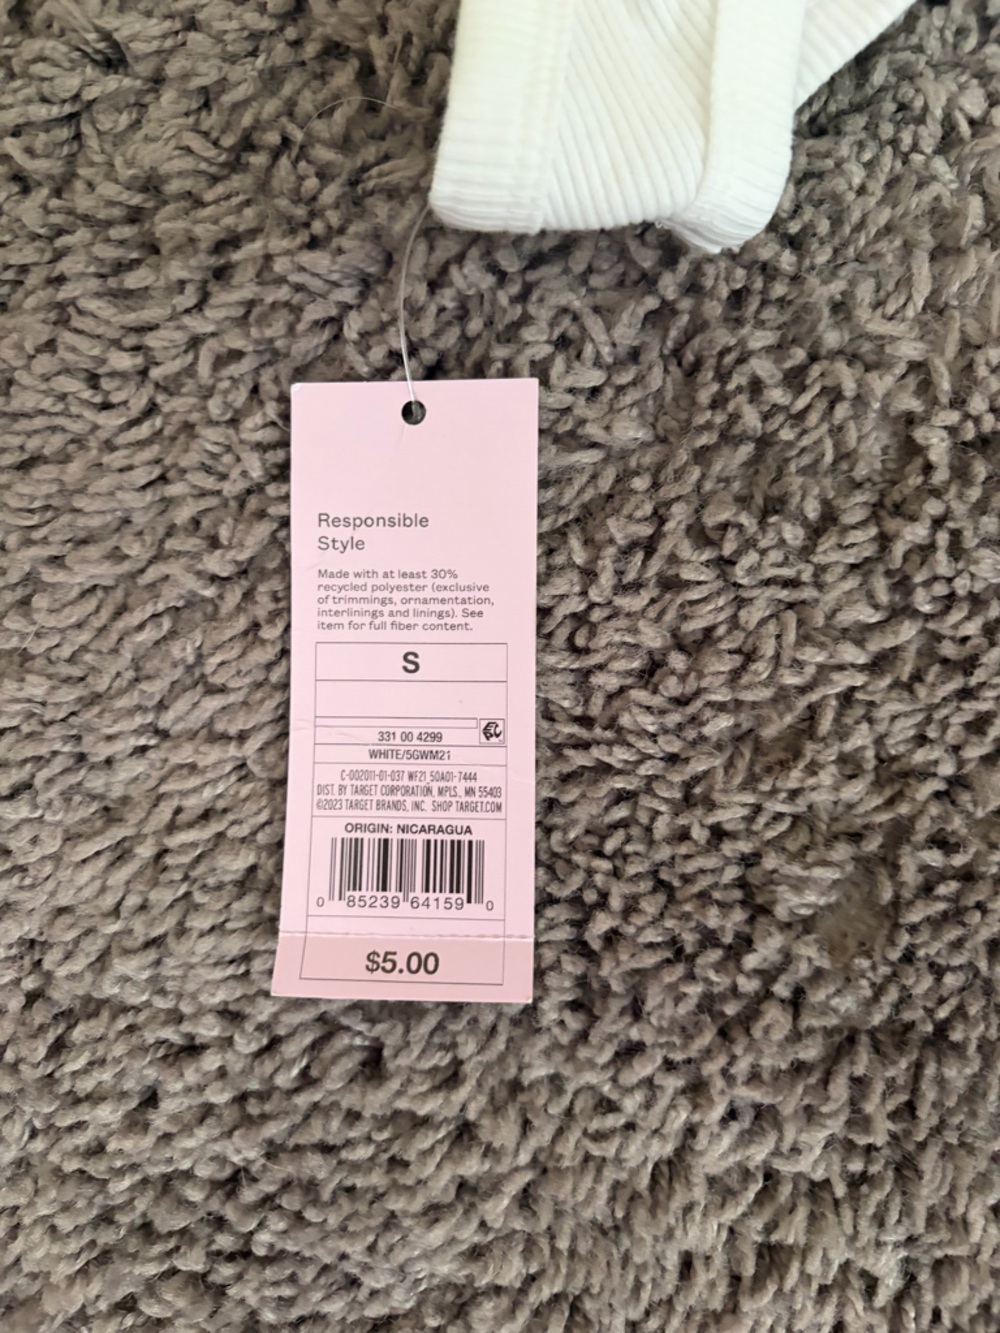 Responsible
Style
Made with at least 30%
recycled polyester (exclusive
of trimmings, ornamentation,
interlinings and linings). See
item for full fiber content.
S
331 00 4299
WHITE/5GWM21
C-002011-01-037 WF21_50A01-7444
DIST. BY TARGET CORPORATION, MPLS., MN 55403
©2023 TARGET BRANDS, INC. SHOP TARGET.COM
ORIGIN: NICARAGUA
0 85239 64159 0
$5.00